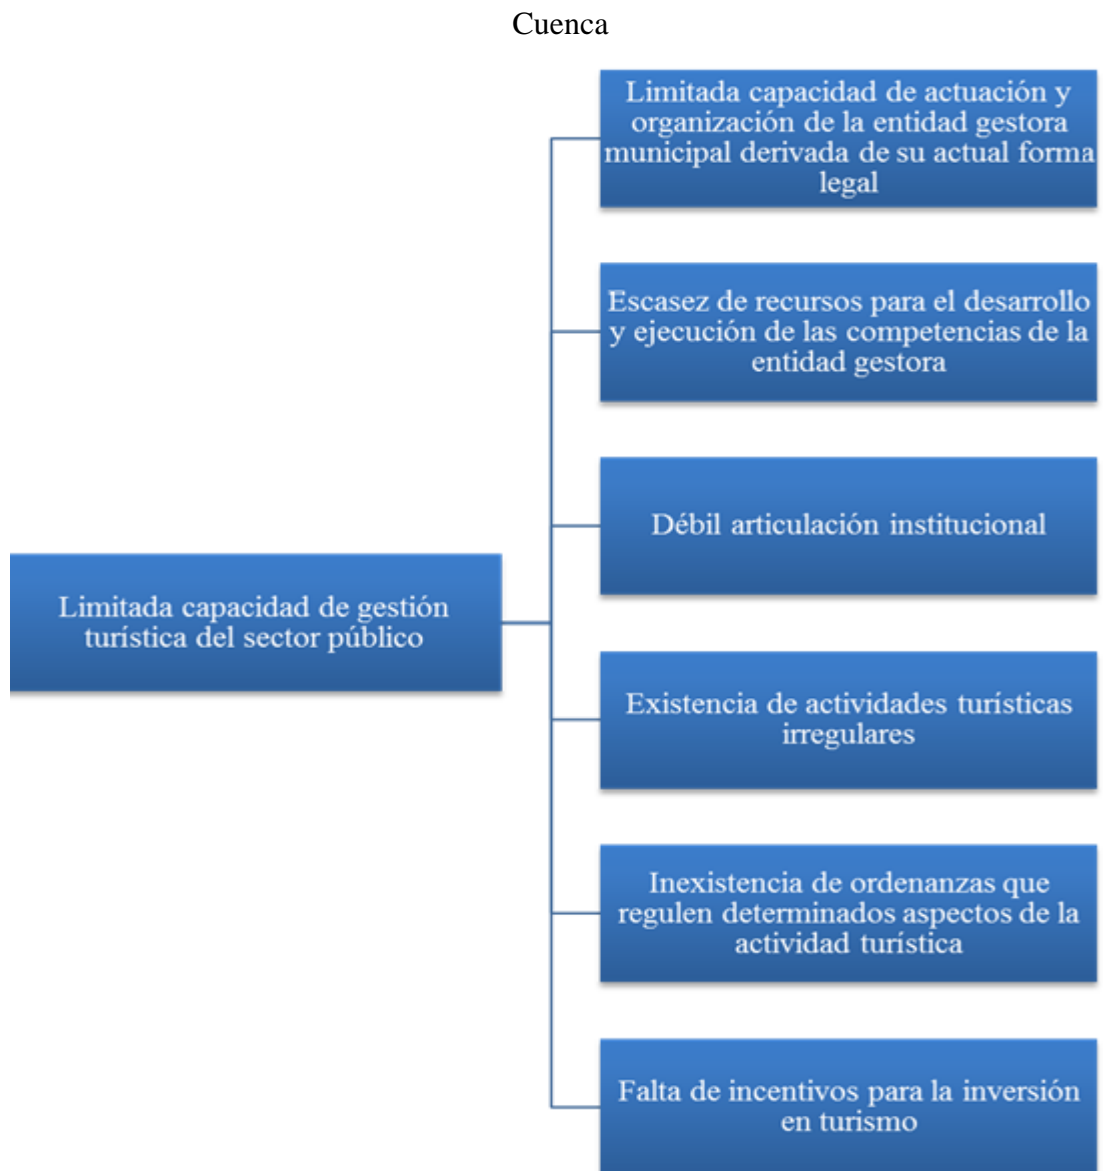 Cuenca
Limitada capacidad de actuación y
organización de la entidad gestora
municipal derivada de su actual forma
legal
Escasez de recursos para el desarrollo
y ejecución de las competencias de la
entidad gestora
Débil articulación institucional
Limitada capacidad de gestión
turística del sector público
Existencia de actividades turísticas
irregulares
Inexistencia de ordenanzas que
regulen determinados aspectos de la
actividad turística
Falta de incentivos para la inversión
en turismo